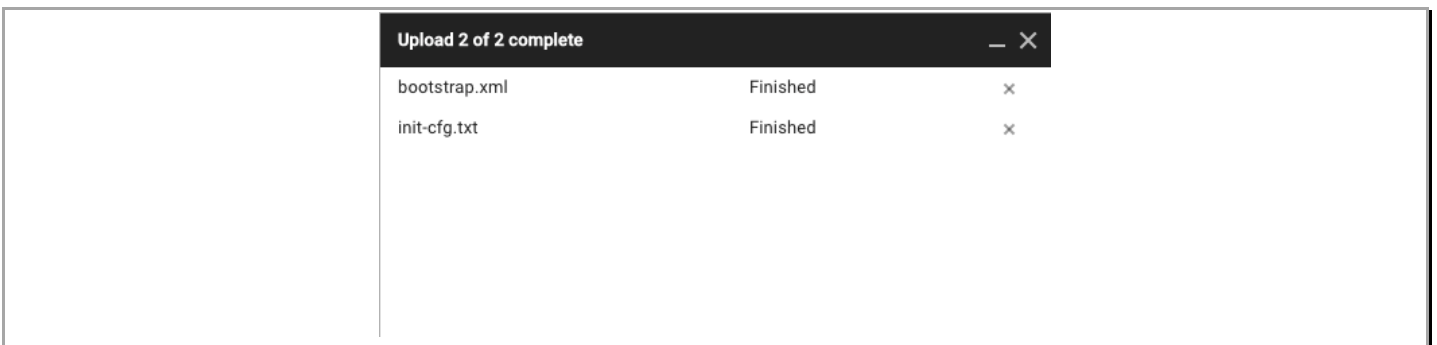 Upload 2 of 2 complete
bootstrap.xml Finished
init-cfg.txt Finished